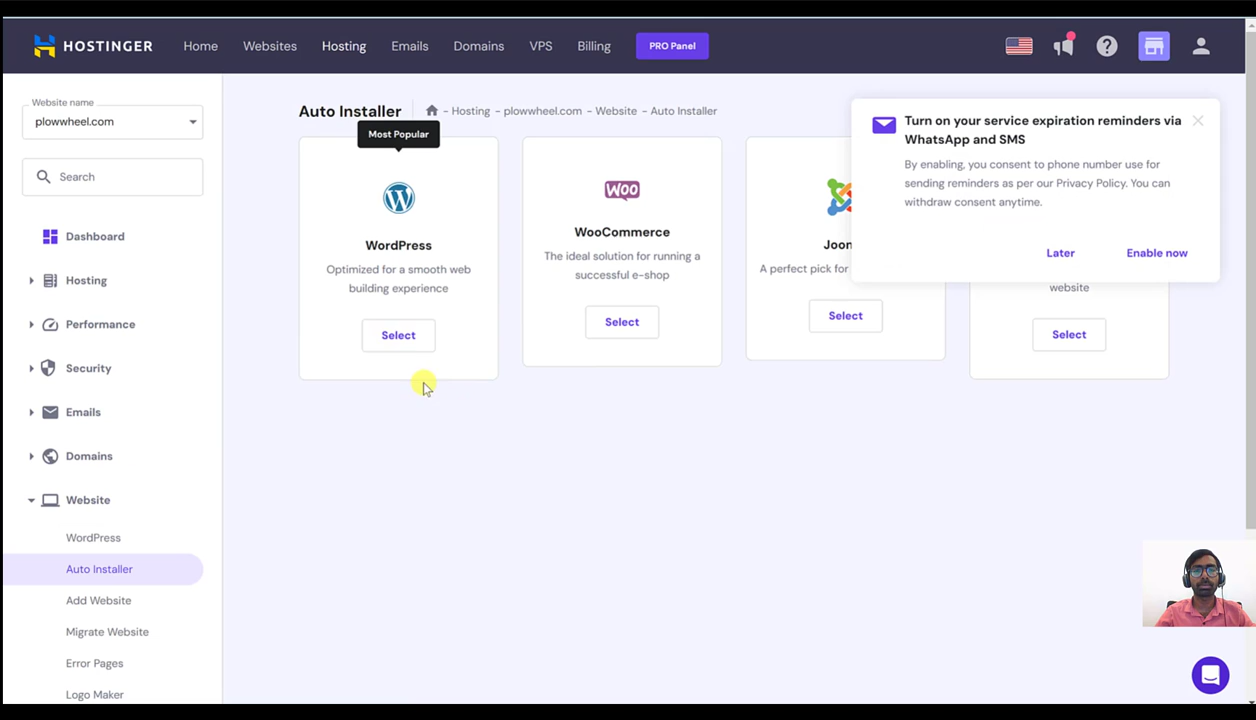 HOSTINGER
Home
Websites
Hosting
Emails
Domains
VPS
Billing
PRO Panel
Website name
plowwheel.com
Search
Dashboard
Hosting
Performance
Security
Emails
Domains
Website
WordPress
Auto Installer
Add Website
Migrate Website
Error Pages
Logo Maker
Auto Installer
- Hosting - plowwheel.com - Website - Auto Installer
Most Popular
WordPress
Optimized for a smooth web
building experience
Select
WOO
WooCommerce
The ideal solution for running a
successful e-shop
Select
Joom
A perfect pick for
Select
website
Select
Turn on your service expiration reminders via
WhatsApp and SMS
By enabling, you consent to phone number use for
sending reminders as per our Privacy Policy. You can
withdraw consent anytime.
Later
Enable now